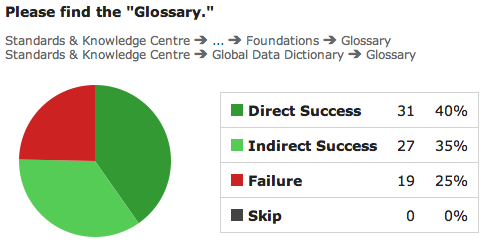 Please find the "Glossary."
Standards & Knowledge Centre ➔ ... ➔ Foundations ➔ Glossary
Standards & Knowledge Centre ➔ Global Data Dictionary ➔ Glossary
Direct Success 31 40%
Indirect Success 27 35%
Failure 19 25%
Skip 0 0%